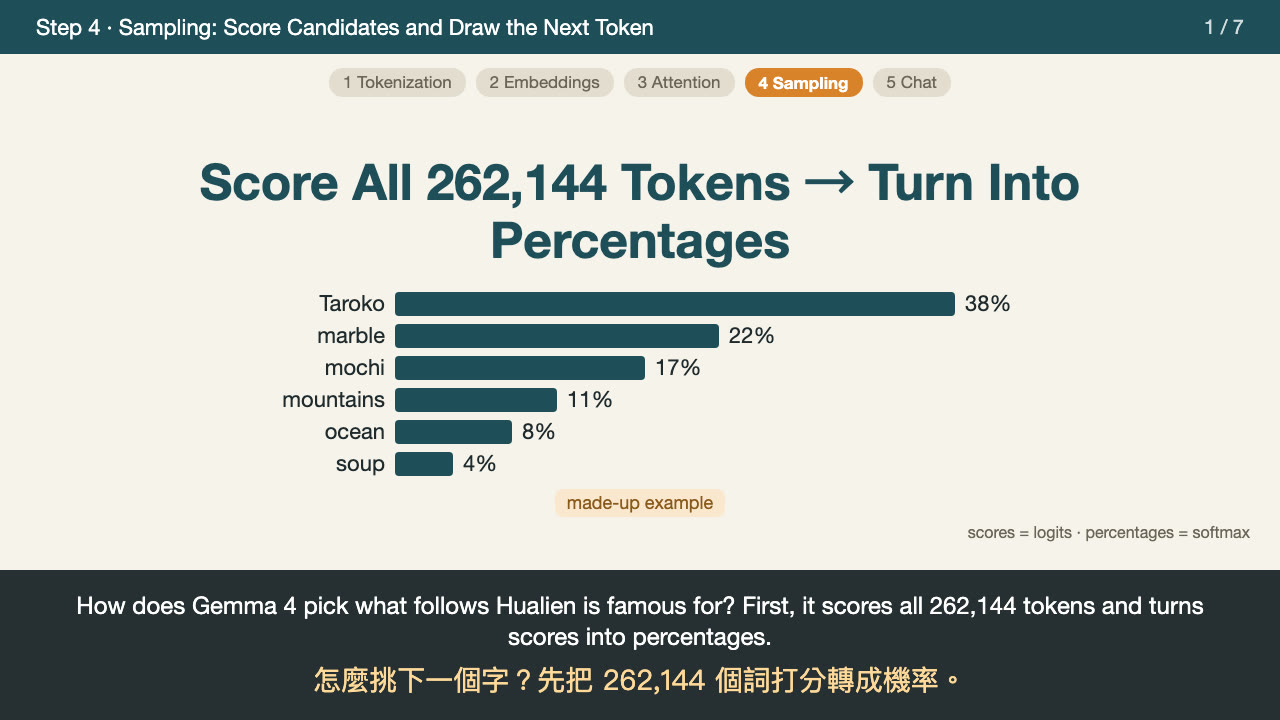 Step 4 · Sampling: Score Candidates and Draw the Next Token
1 / 7
1 Tokenization
2 Embeddings
3 Attention
4 Sampling
5 Chat
Score All 262,144 Tokens → Turn Into
Percentages
Taroko 38%
marble 22%
mochi 17%
mountains 11%
ocean 8%
soup 4%
made-up example
scores = logits · percentages = softmax
How does Gemma 4 pick what follows Hualien is famous for? First, it scores all 262,144 tokens and turns
scores into percentages.
怎麼挑下一個字？先把 262,144 個詞打分轉成機率。